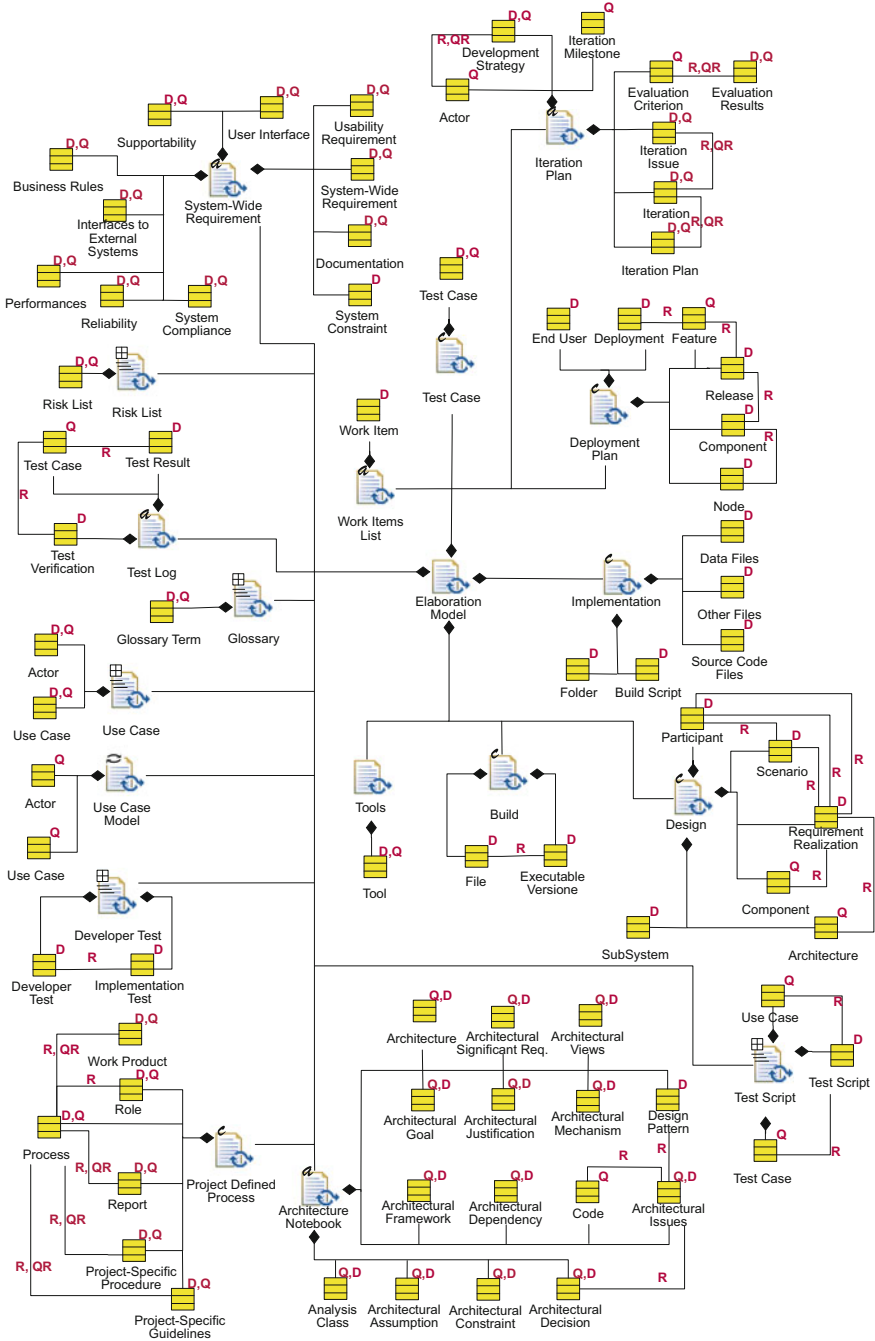 D,Q
Q
R,QR
Development
Strategy
Iteration
Milestone
Q
Actor
Q
R,QR
D,Q
Evaluation
Criterion
Evaluation
Results
a
Iteration
Plan
D,Q
Iteration
Issue
R,QR
D,Q
Iteration
R,QR
D,Q
Iteration Plan
D,Q
Supportability
D,Q
User Interface
D,Q
Usability
Requirement
D,Q
Business Rules
a
System-Wide
Requirement
D,Q
System-Wide
Requirement
D,Q
Interfaces to
External
Systems
D,Q
Documentation
D,Q
Performances
D,Q
Reliability
D,Q
System
Compliance
D
System
Constraint
D,Q
Test Case
c
Test Case
D
End User
D
Deployment
R
Q
Feature
R
D
Release
R
c
Deployment
Plan
D
Component
R
D
Node
D,Q
Risk List
Risk List
D
Work Item
a
Work Items
List
Q
Test Case
R
D
Test Result
R
D
Test
Verification
a
Test Log
Elaboration
Model
c
Implementation
D
Data Files
D
Other Files
D
Source Code
Files
D
Folder
D
Build Script
D,Q
Glossary Term
Glossary
D,Q
Actor
D,Q
Use Case
Use Case
Q
Actor
Use Case
Model
Q
Use Case
Tools
D,Q
Tool
c
Build
D
File
R
D
Executable
Versione
D
Participant
R
D
Scenario
R
R
R
c
Design
D
Requirement
Realization
R
Q
Component
R
D
SubSystem
Q
Architecture
Developer Test
D
Developer
Test
R
D
Implementation
Test
Q
Use Case
R
D
Test Script
Test Script
Q
Test Case
R
D,Q
Work Product
R, QR
R
D,Q
Role
D,Q
Process
R, QR
D,Q
Report
R, QR
D,Q
Project-Specific
Procedure
R, QR
D,Q
Project-Specific
Guidelines
c
Project Defined
Process
a
Architecture
Notebook
Q,D
Architecture
Q,D
Architectural
Significant Req.
Q,D
Architectural
Views
Q,D
Architectural
Goal
Q,D
Architectural
Justification
Q,D
Architectural
Mechanism
D
Design
Pattern
R
R
Q,D
Architectural
Framework
Q,D
Architectural
Dependency
Q
Code
Q,D
Architectural
Issues
Q,D
Analysis
Class
Q,D
Architectural
Assumption
Q,D
Architectural
Constraint
Q,D
Architectural
Decision
R